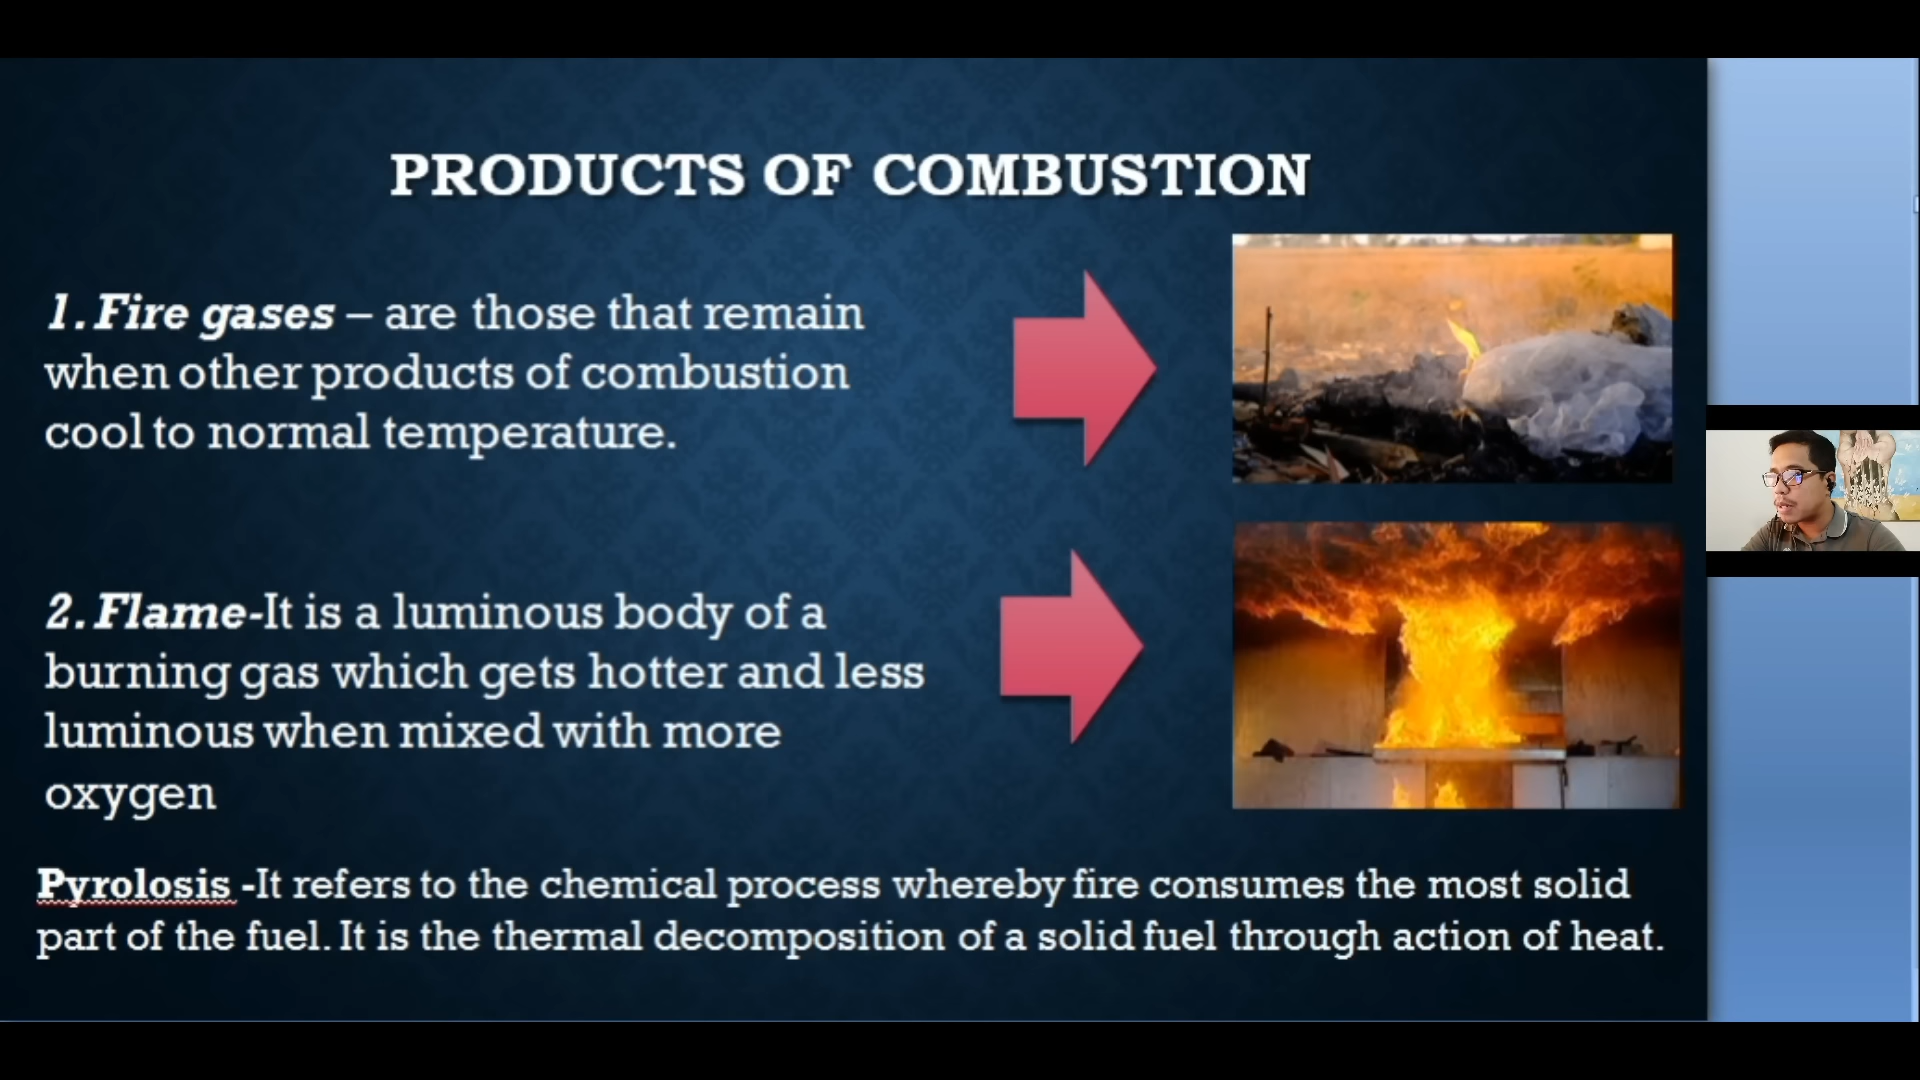 PRODUCTS OF COMBUSTION
1. Fire gases – are those that remain
when other products of combustion
cool to normal temperature.
2. Flame-It is a luminous body of a
burning gas which gets hotter and less
luminous when mixed with more
oxygen
Pyrolosis -It refers to the chemical process whereby fire consumes the most solid
part of the fuel. It is the thermal decomposition of a solid fuel through action of heat.